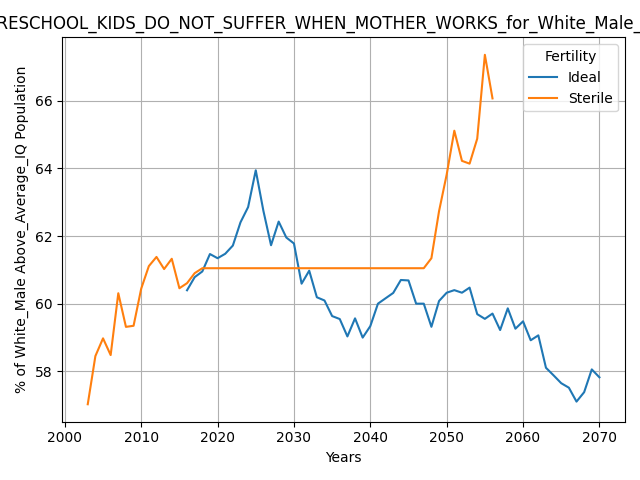 RESCHOOL_KIDS_DO_NOT_SUFFER_WHEN_MOTHER_WORKS_for_White_Male_
Fertility
Ideal
Sterile
% of White_Male Above_Average_IQ Population
66
64
62
60
58
2000 2010 2020 2030 2040 2050 2060 2070
Years